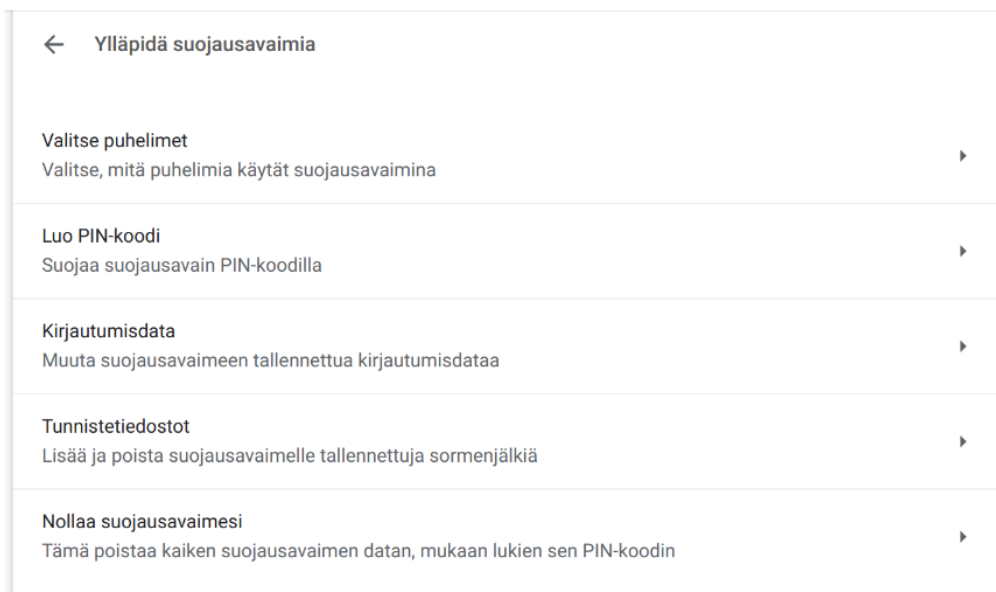 Ylläpidä suojausavaimia
Valitse puhelimet
Valitse, mitä puhelimia käytät suojausavaimina
Luo PIN-koodi
Suojaa suojausavain PIN-koodilla
Kirjautumisdata
Muuta suojausavaimeen tallennettua kirjautumisdataa
Tunnistetiedostot
Lisää ja poista suojausavaimelle tallennettuja sormenjälkiä
Nollaa suojausavaimesi
Tämä poistaa kaiken suojausavaimen datan, mukaan lukien sen PIN-koodin